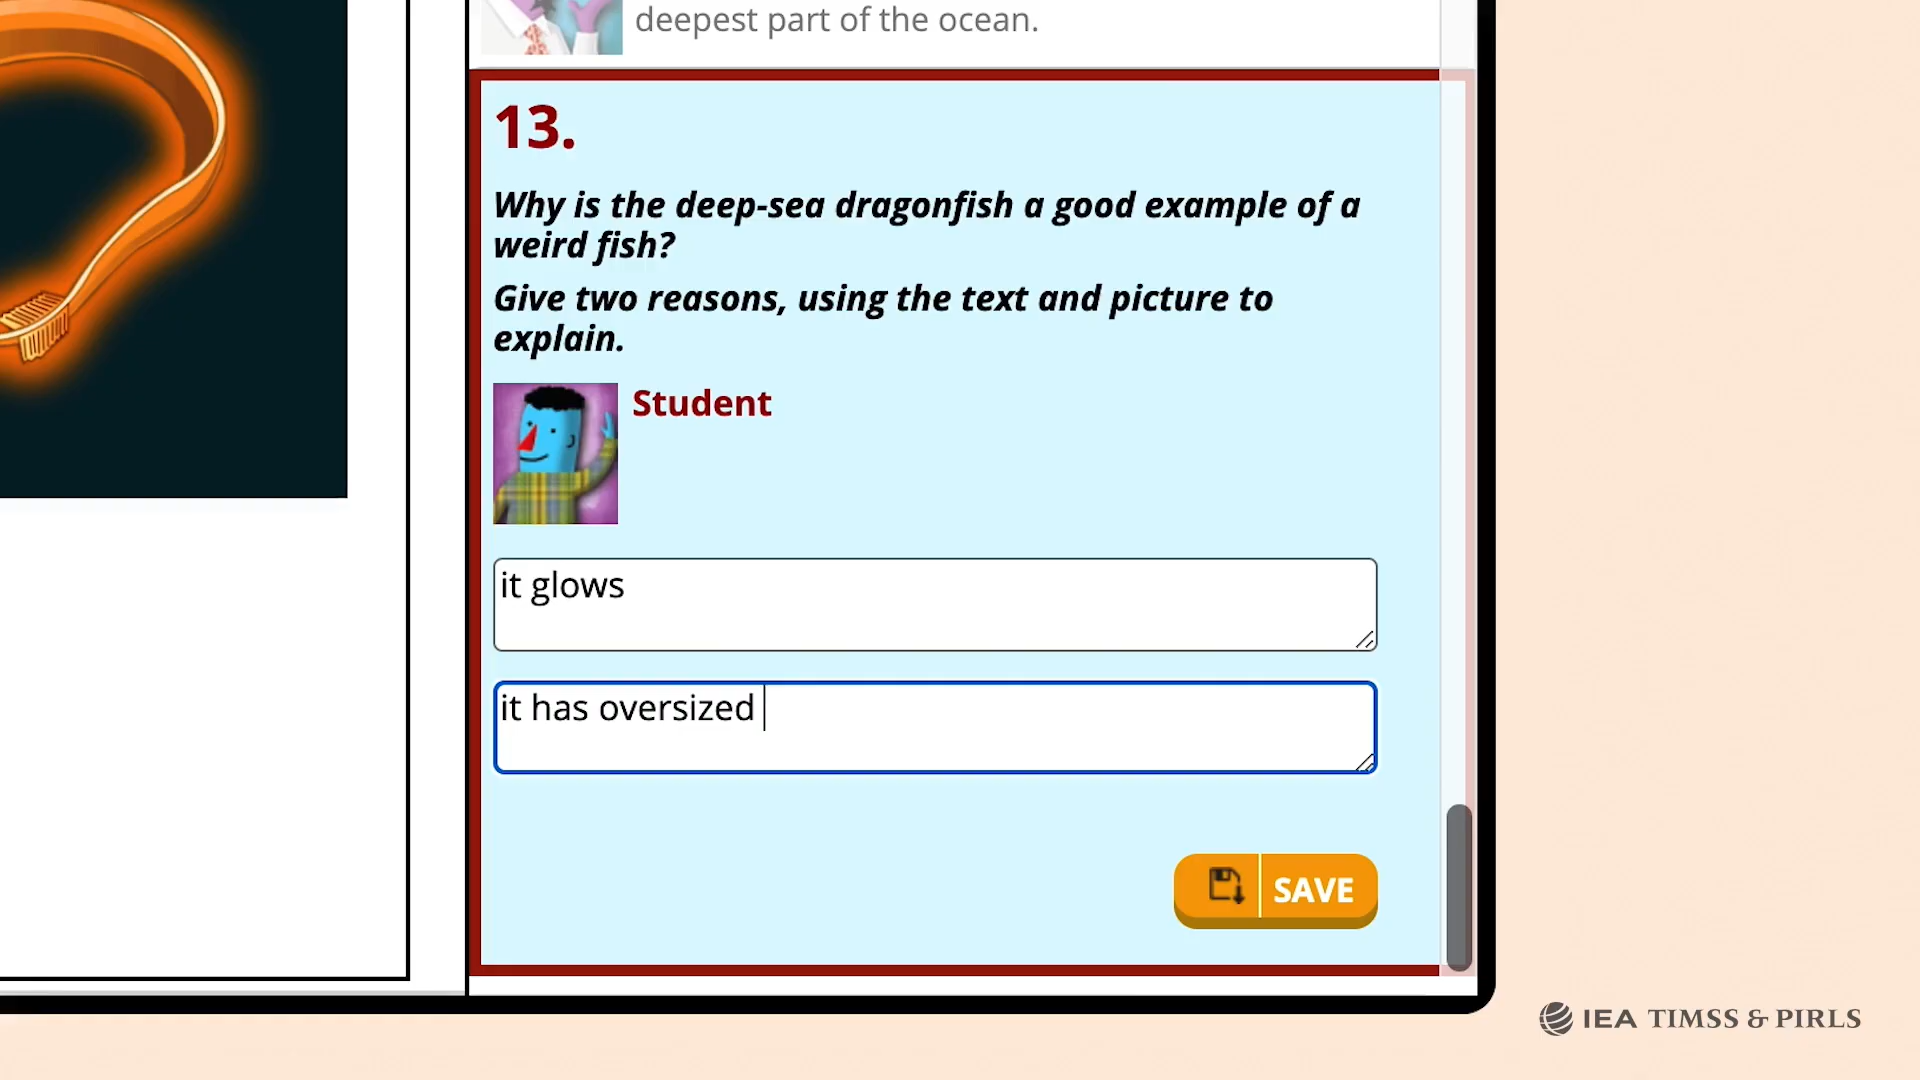 deepest part of the ocean.
13.
Why is the deep-sea dragonfish a good example of a
weird fish?
Give two reasons, using the text and picture to
explain.
Student
it glows
it has oversized
SAVE
IEA TIMSS & PIRLS